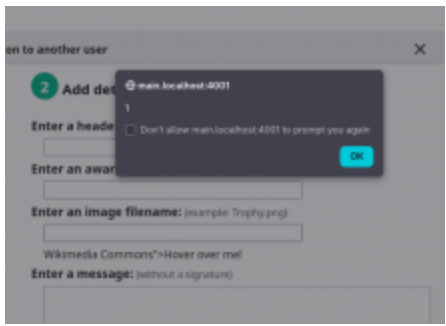 on to another user
×
2 Add det
main.localhost:4001
1
Don't allow main.localhost:4001 to prompt you again
OK
Enter a heade
Enter an awar
Enter an image filename: (example: Trophy.png)
Wikimedia Commons">Hover over me!
Enter a message: (without a signature)